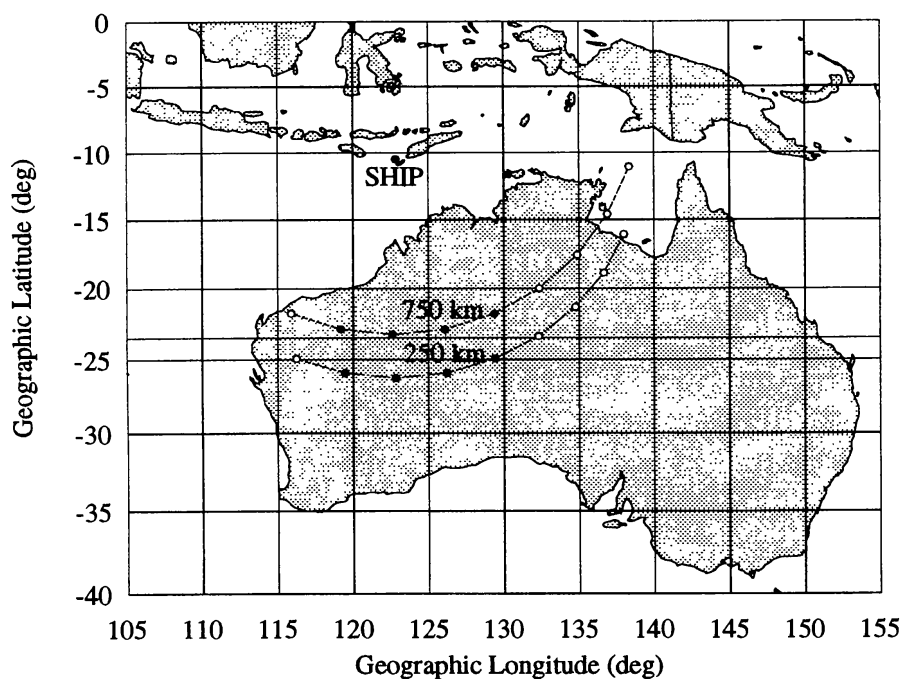 0
-5
-10
SHIP
-15
-20
750 km
250 km
-25
-30
-35
-40
105 110 115 120 125 130 135 140 145 150 155
Geographic Longitude (deg)
Geographic Latitude (deg)